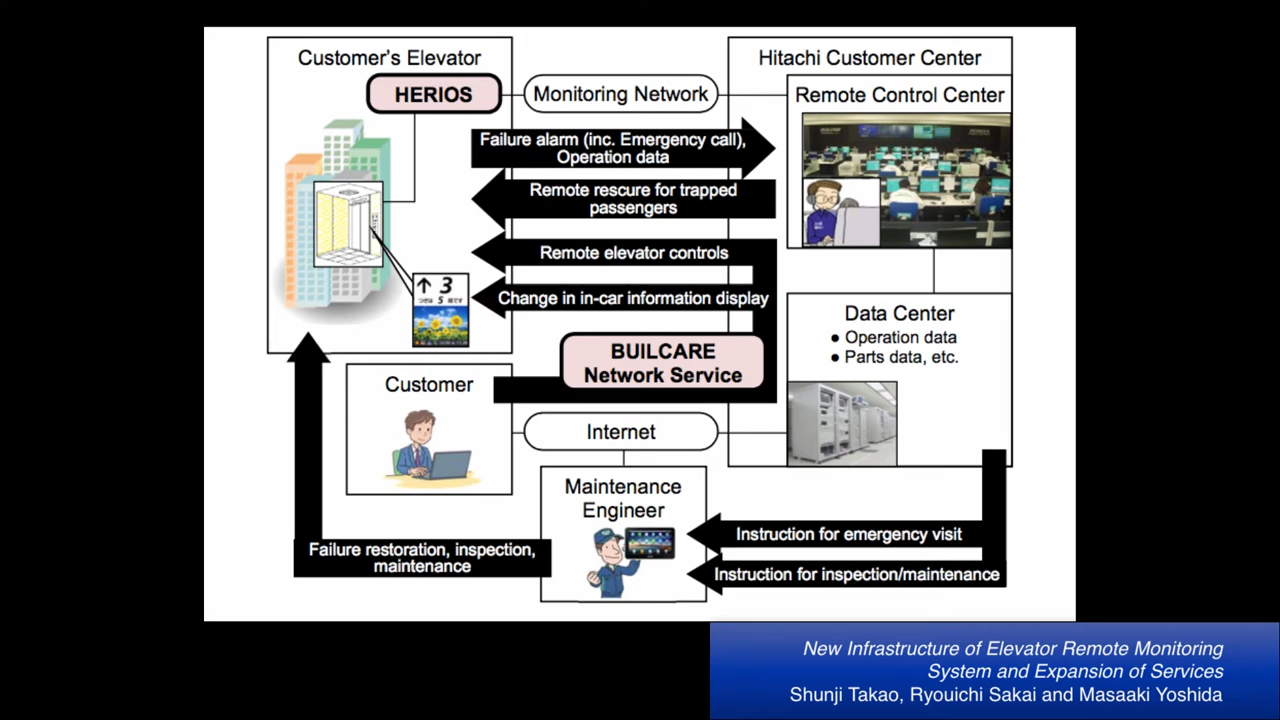 Customer's Elevator
HERIOS
Monitoring Network
Hitachi Customer Center
Remote Control Center
Failure alarm (inc. Emergency call),
Operation data
Remote rescure for trapped
passengers
Remote elevator controls
Change in in-car information display
3
5
BUILCARE
Network Service
Data Center
● Operation data
● Parts data, etc.
Customer
Internet
Maintenance
Engineer
Instruction for emergency visit
Instruction for inspection/maintenance
Failure restoration, inspection,
maintenance
New Infrastructure of Elevator Remote Monitoring
System and Expansion of Services
Shunji Takao, Ryouichi Sakai and Masaaki Yoshida